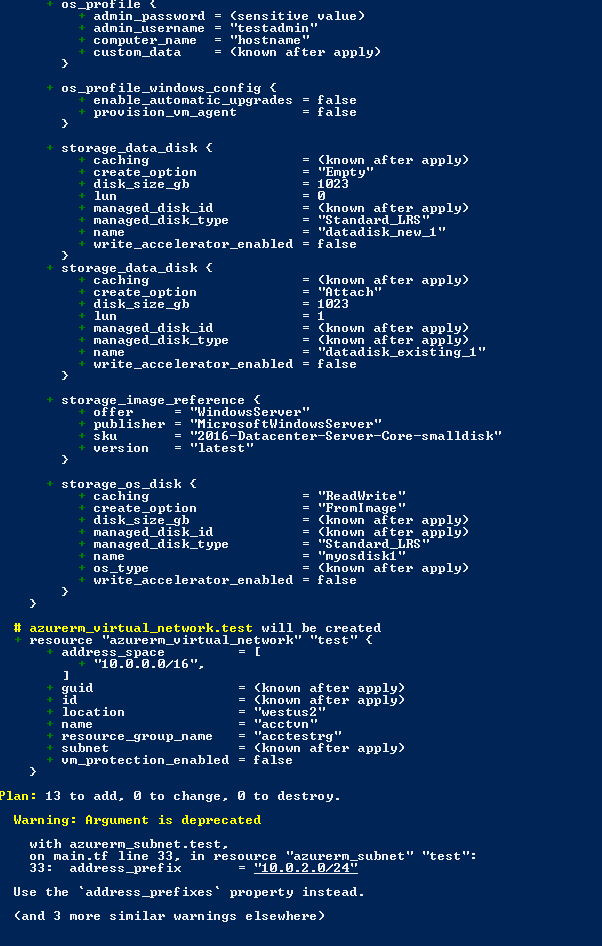 + os_profile {
+ admin_password = (sensitive value)
+ admin_username = "testadmin"
+ computer_name = "hostname"
+ custom_data = (known after apply)
}
+ os_profile_windows_config {
+ enable_automatic_upgrades = false
+ provision_vm_agent = false
}
+ storage_data_disk {
+ caching = (known after apply)
+ create_option = "Empty"
+ disk_size_gb = 1023
+ lun = 0
+ managed_disk_id = (known after apply)
+ managed_disk_type = "Standard_LRS"
+ name = "datadisk_new_1"
+ write_accelerator_enabled = false
}
+ storage_data_disk {
+ caching = (known after apply)
+ create_option = "Attach"
+ disk_size_gb = 1023
+ lun = 1
+ managed_disk_id = (known after apply)
+ managed_disk_type = (known after apply)
+ name = "datadisk_existing_1"
+ write_accelerator_enabled = false
}
+ storage_image_reference {
+ offer = "WindowsServer"
+ publisher = "MicrosoftWindowsServer"
+ sku = "2016-Datacenter-Server-Core-smalldisk"
+ version = "latest"
}
+ storage_os_disk {
+ caching = "ReadWrite"
+ create_option = "FromImage"
+ disk_size_gb = (known after apply)
+ managed_disk_id = (known after apply)
+ managed_disk_type = "Standard_LRS"
+ name = "myosdisk1"
+ os_type = (known after apply)
+ write_accelerator_enabled = false
}
}
# azurerm_virtual_network.test will be created
+ resource "azurerm_virtual_network" "test" {
+ address_space = [
+ "10.0.0.0/16",
]
+ guid = (known after apply)
+ id = (known after apply)
+ location = "westus2"
+ name = "acctvn"
+ resource_group_name = "acctestrg"
+ subnet = (known after apply)
+ vm_protection_enabled = false
}
Plan: 13 to add, 0 to change, 0 to destroy.
Warning: Argument is deprecated
with azurerm_subnet.test,
on main.tf line 33, in resource "azurerm_subnet" "test":
33: address_prefix = "10.0.2.0/24"
Use the `address_prefixes` property instead.
(and 3 more similar warnings elsewhere)